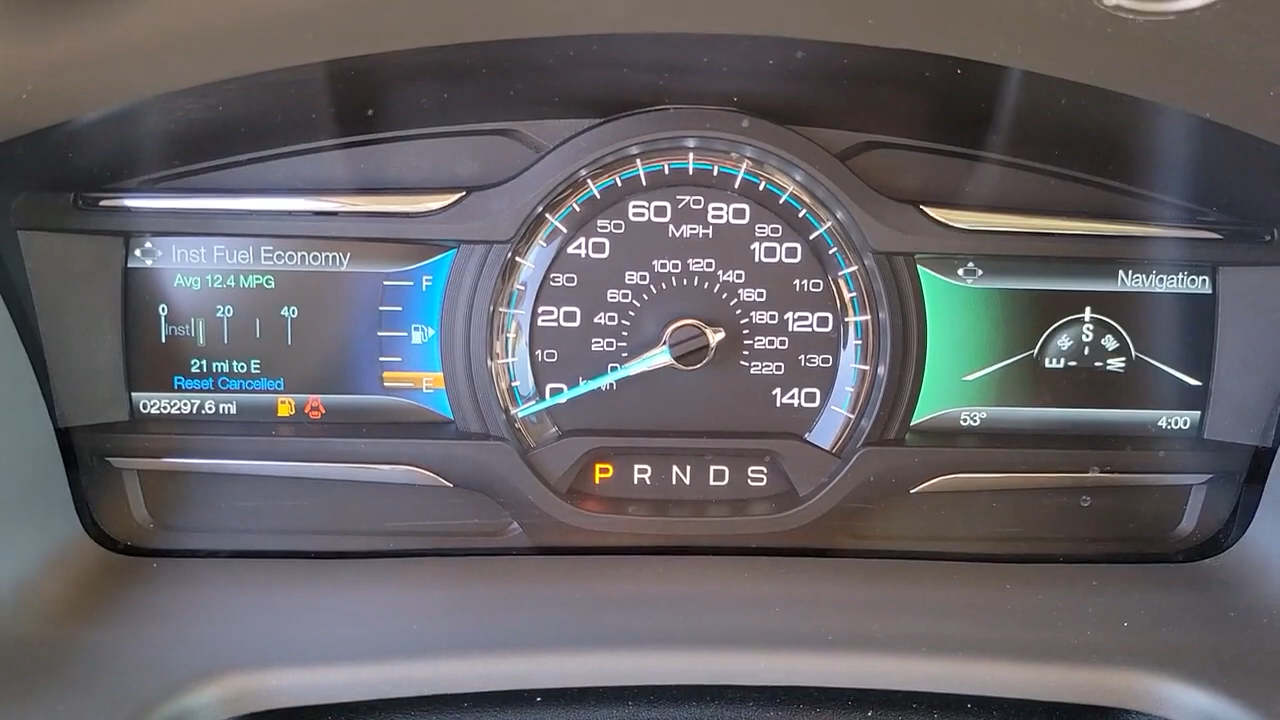 Inst Fuel Economy
Avg 12.4 MPG
0 20 40
Inst
21 mi to E
Reset Cancelled
025297.6 mi
F
E
0 10 20 30 40 50 60 70 80 90 100 110 120 130 140
MPH
0 20 40 60 80 100 120 140 160 180 200 220
km/h
P R N D S
Navigation
E SE S SW W
53°
4:00